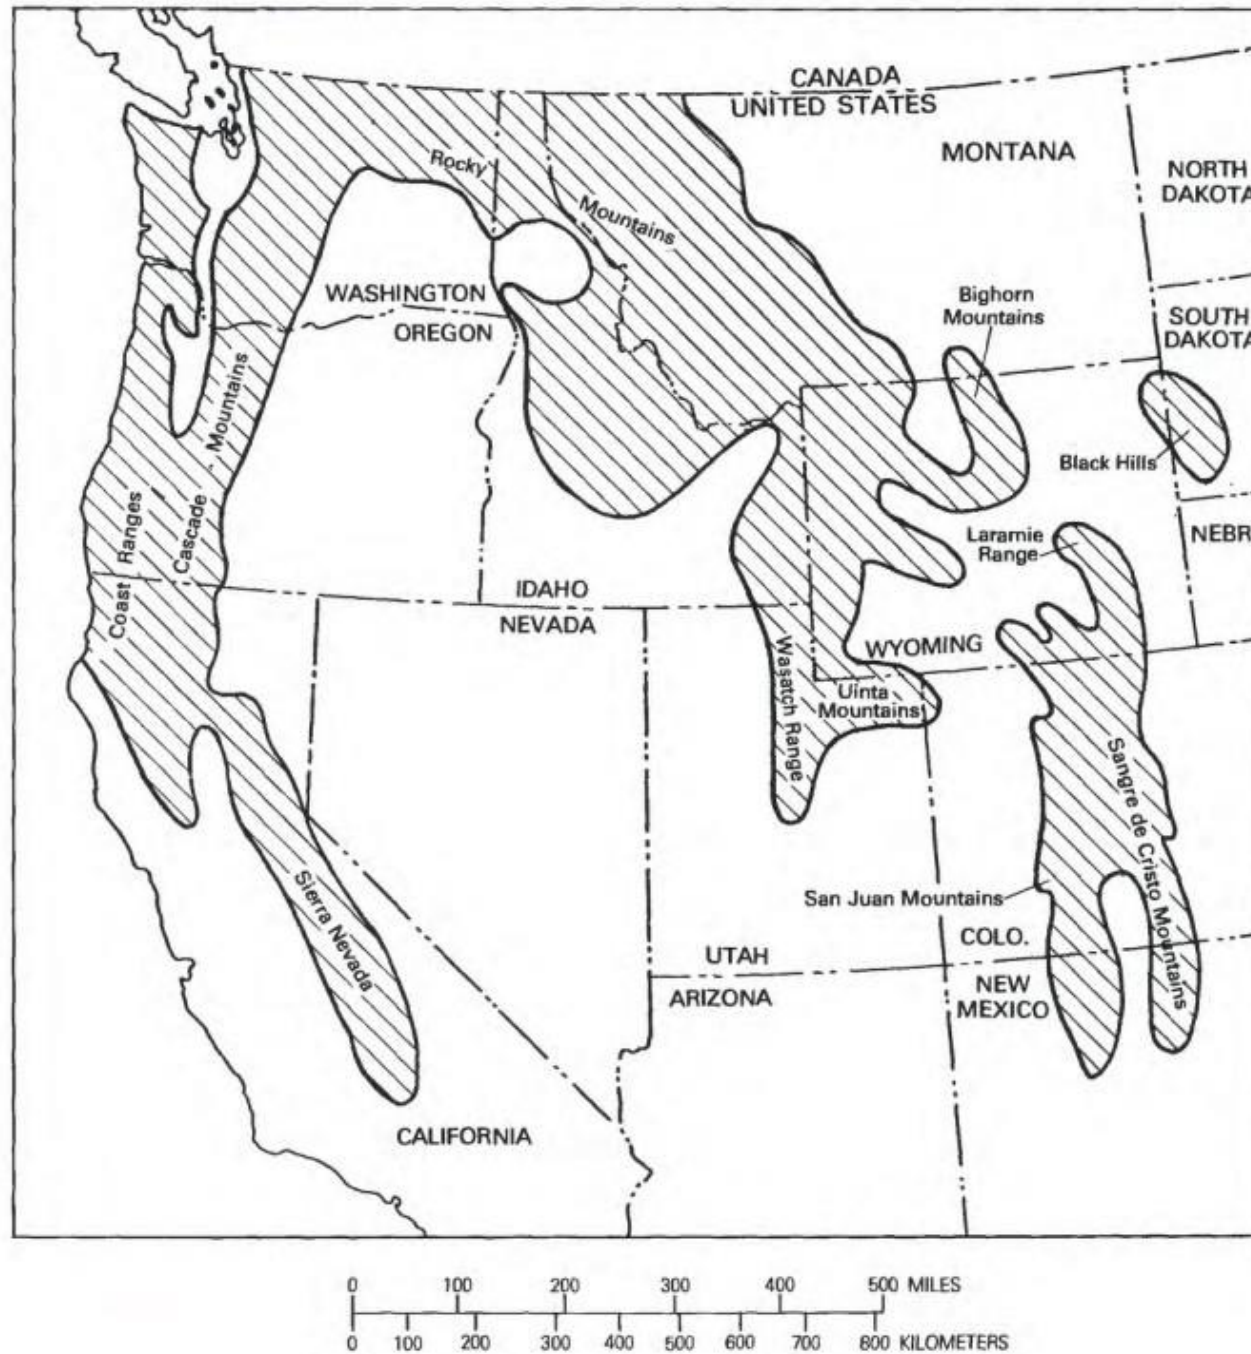 CANADA
UNITED STATES
MONTANA
NORTH
DAKOTA
Rocky
Mountains
WASHINGTON
OREGON
Bighorn
Mountains
SOUTH
DAKOTA
Black Hills
Mountains
Cascade
Coast Ranges
Laramie
Range
NEBR
IDAHO
NEVADA
WYOMING
Wasatch Range
Uinta
Mountains
Sangre de Cristo Mountains
Sierra Nevada
San Juan Mountains
COLO.
UTAH
ARIZONA
NEW
MEXICO
CALIFORNIA
0 100 200 300 400 500 MILES
0 100 200 300 400 500 600 700 800 KILOMETERS